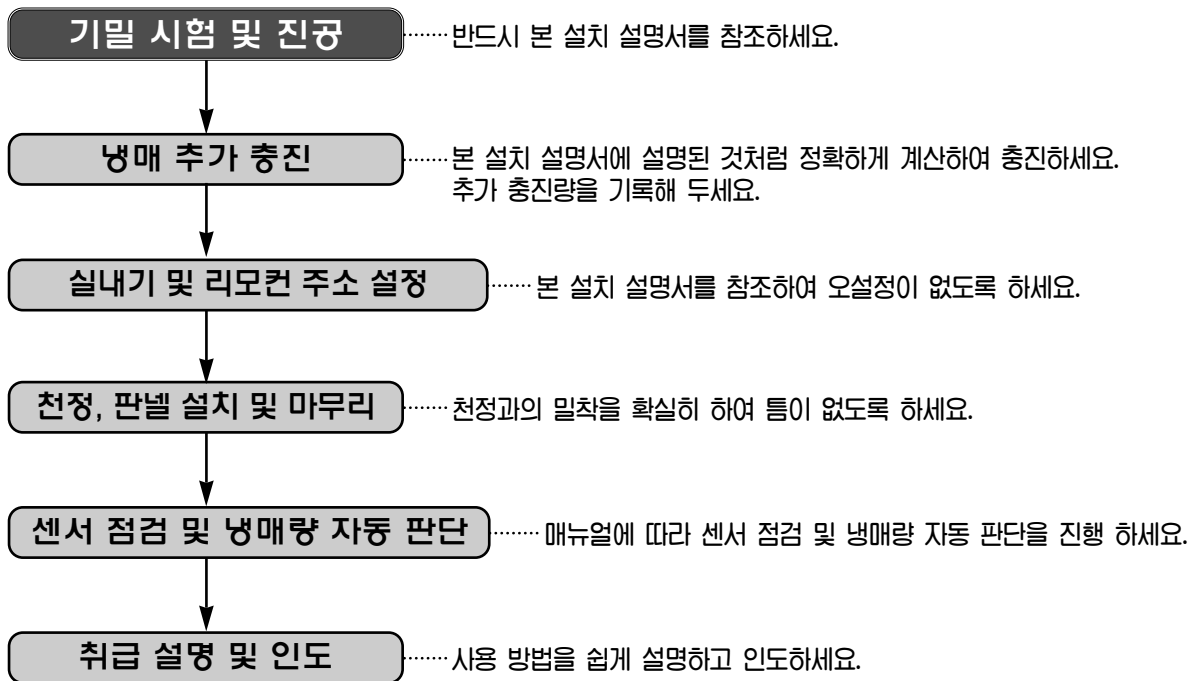 기밀 시험 및 진공
반드시 본 설치 설명서를 참조하세요.
냉매 추가 충진
본 설치 설명서에 설명된 것처럼 정확하게 계산하여 충진하세요.
추가 충진량을 기록해 두세요.
실내기 및 리모컨 주소 설정
본 설치 설명서를 참조하여 오설정이 없도록 하세요.
천정, 판넬 설치 및 마무리
천정과의 밀착을 확실히 하여 틈이 없도록 하세요.
센서 점검 및 냉매량 자동 판단
매뉴얼에 따라 센서 점검 및 냉매량 자동 판단을 진행 하세요.
취급 설명 및 인도
사용 방법을 쉽게 설명하고 인도하세요.